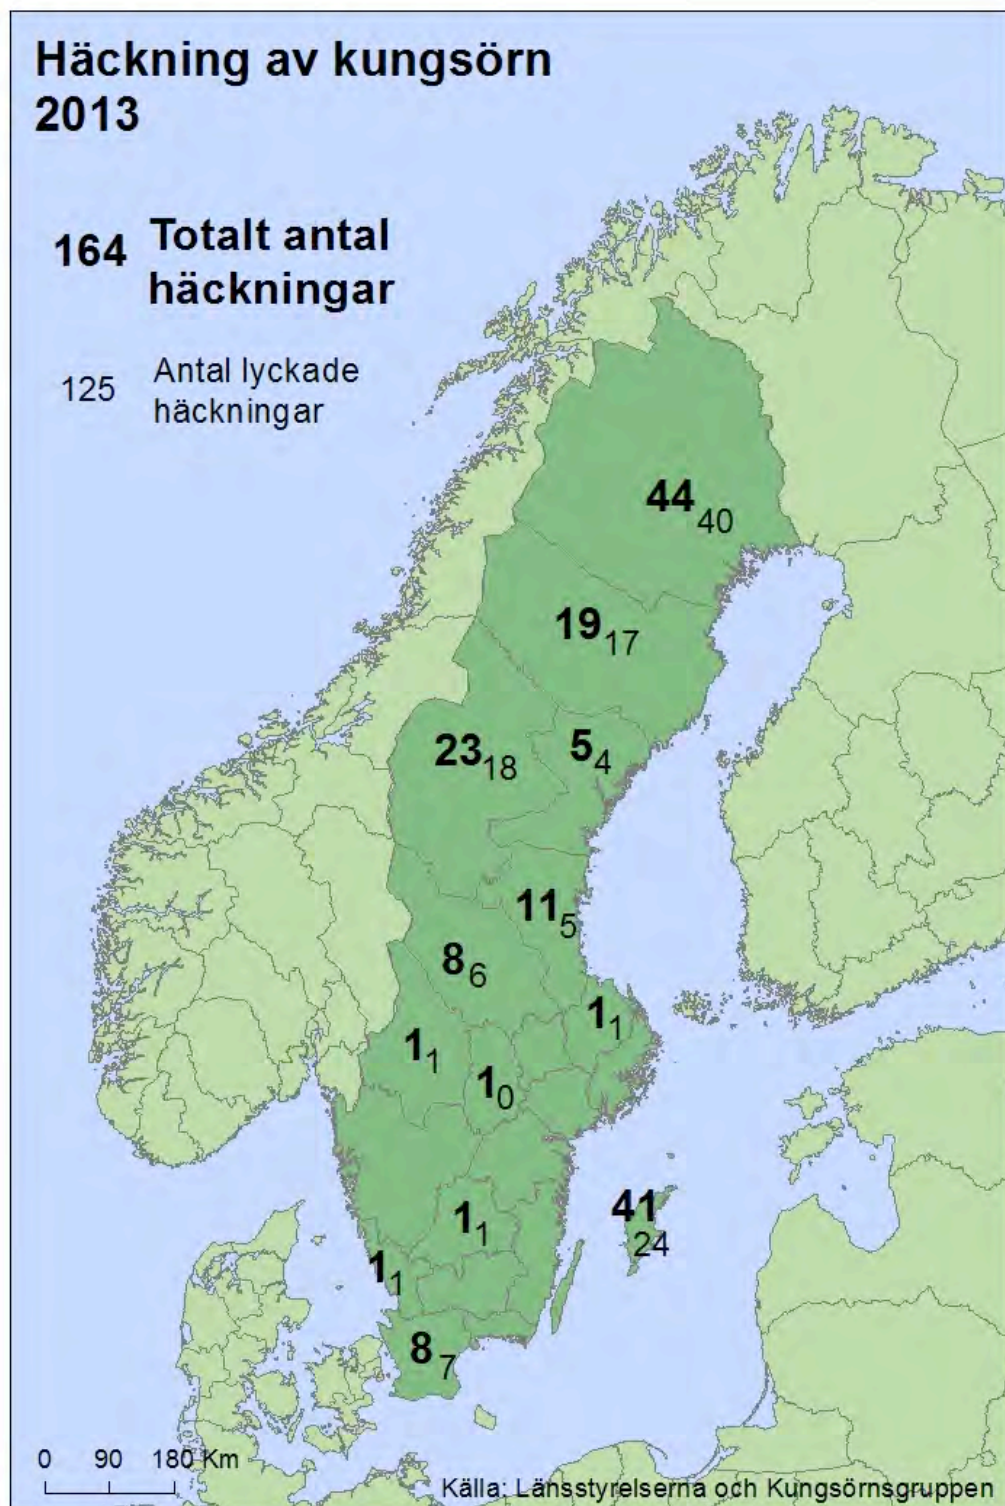 Häckning av kungsörn
2013
164 Totalt antal
häckningar
125 Antal lyckade
häckningar
44 40
19 17
23 18
5 4
11 5
8 6
1 1
1 1
1 0
1 1
41
24
1 1
8 7
0 90 180 Km
Källa: Länsstyrelserna och Kungsörnsgruppen